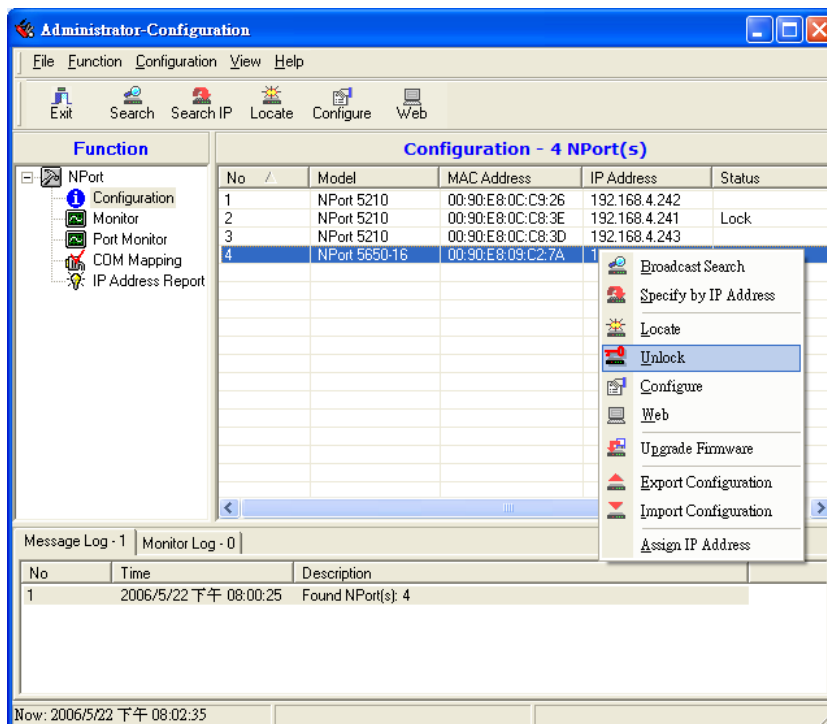 Administrator-Configuration
File Function Configuration View Help
Exit Search Search IP Locate Configure Web
Function
Configuration - 4 NPort(s)
NPort
Configuration
Monitor
Port Monitor
COM Mapping
IP Address Report
No Model MAC Address IP Address Status
1 NPort 5210 00:90:E8:0C:C9:26 192.168.4.242
2 NPort 5210 00:90:E8:0C:C8:3E 192.168.4.241 Lock
3 NPort 5210 00:90:E8:0C:C8:3D 192.168.4.243
4 NPort 5650-16 00:90:E8:09:C2:7A 1
Broadcast Search
Specify by IP Address
Locate
Unlock
Configure
Web
Upgrade Firmware
Export Configuration
Import Configuration
Assign IP Address
Message Log - 1 Monitor Log - 0
No Time Description
1 2006/5/22 下午 08:00:25 Found NPort(s): 4
Now: 2006/5/22 下午 08:02:35